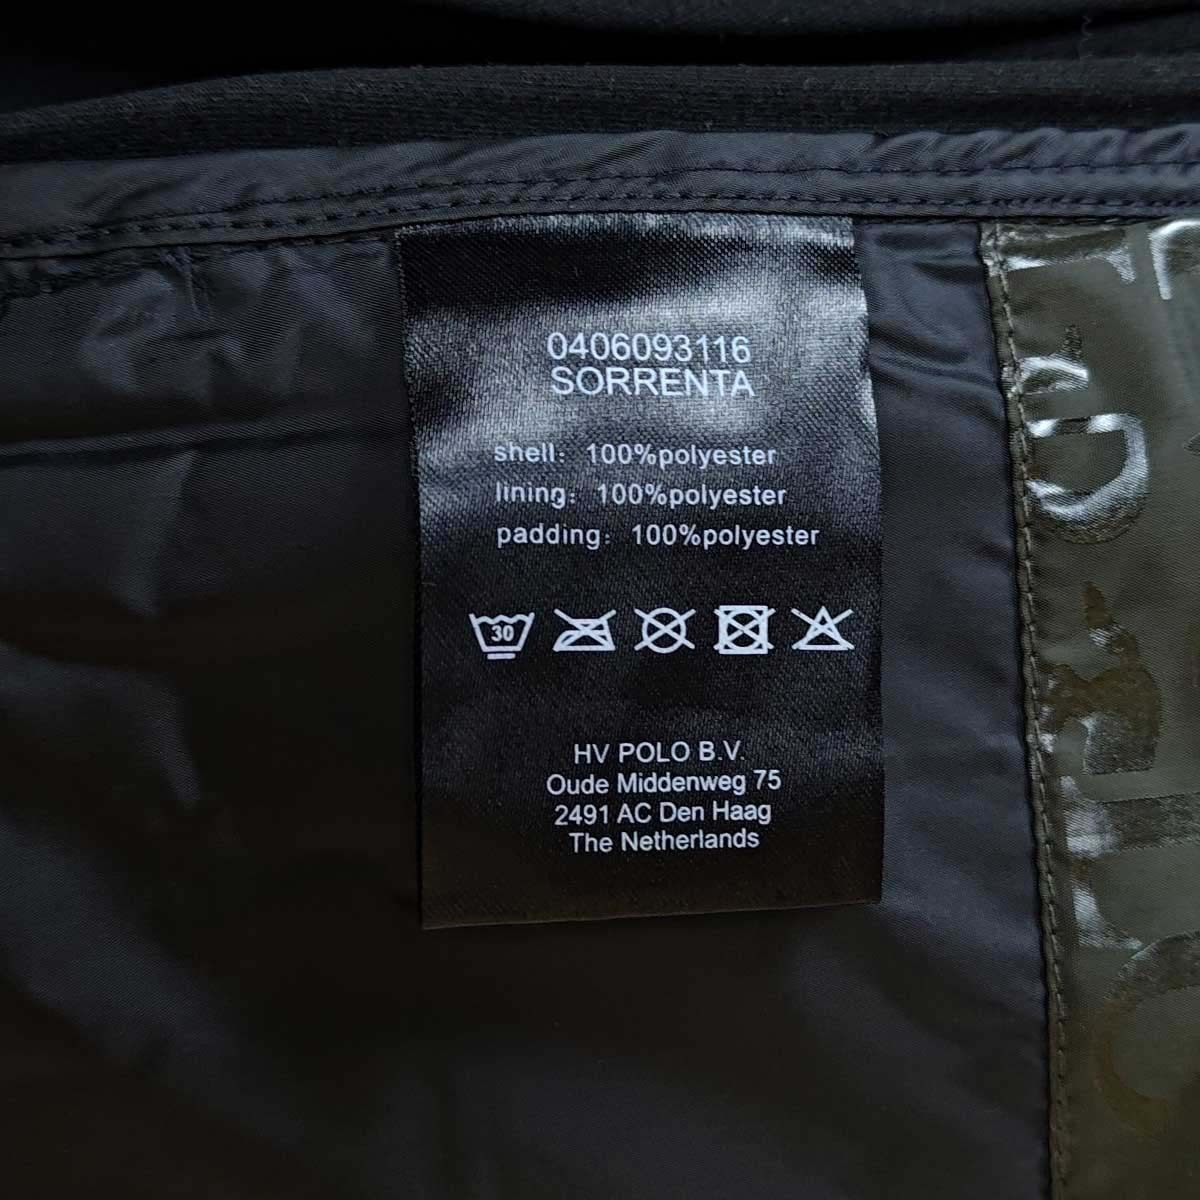 0406093116
SORRENTA
shell: 100%polyester
lining: 100%polyester
padding: 100%polyester
30
HV POLO B.V.
Oude Middenweg 75
2491 AC Den Haag
The Netherlands